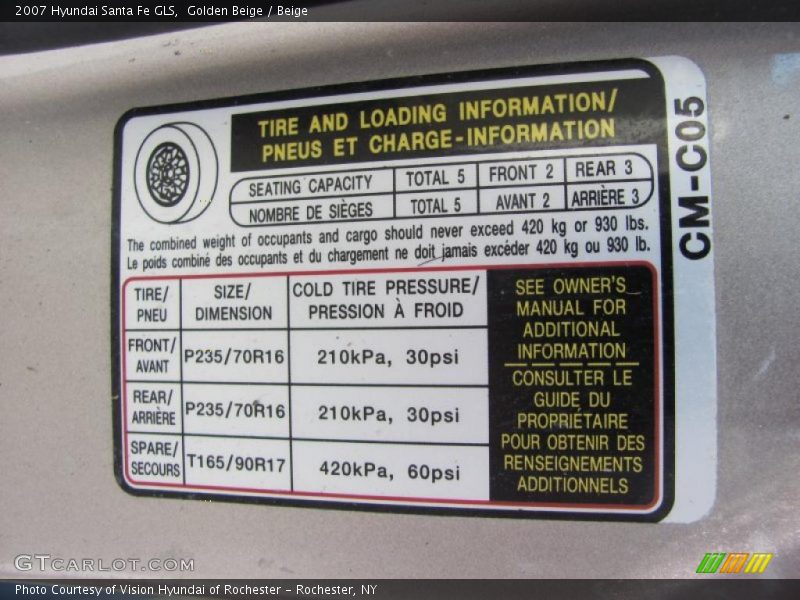 2007 Hyundai Santa Fe GLS, Golden Beige / Beige
TIRE AND LOADING INFORMATION/
PNEUS ET CHARGE-INFORMATION
SEATING CAPACITY TOTAL 5 FRONT 2 REAR 3
NOMBRE DE SIÈGES TOTAL 5 AVANT 2 ARRIÈRE 3
The combined weight of occupants and cargo should never exceed 420 kg or 930 lbs.
Le poids combiné des occupants et du chargement ne doit jamais excéder 420 kg ou 930 lb.
TIRE/
PNEU
SIZE/
DIMENSION
COLD TIRE PRESSURE/
PRESSION À FROID
FRONT/
AVANT
P235/70R16
210kPa, 30psi
REAR/
ARRIÈRE
P235/70R16
210kPa, 30psi
SPARE/
SECOURS
T165/90R17
420kPa, 60psi
SEE OWNER'S
MANUAL FOR
ADDITIONAL
INFORMATION
CONSULTER LE
GUIDE DU
PROPRIÉTAIRE
POUR OBTENIR DES
RENSEIGNEMENTS
ADDITIONNELS
CM-C05
GTCARLOT.COM
Photo Courtesy of Vision Hyundai of Rochester - Rochester, NY